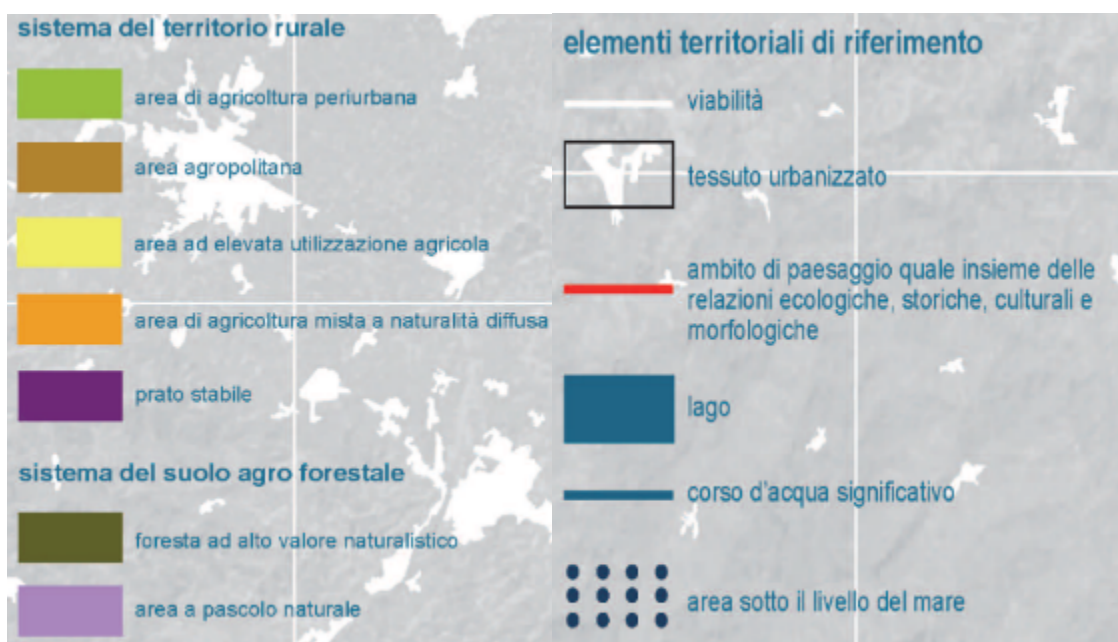 sistema del territorio rurale
area di agricoltura periurbana
area agropolitana
area ad elevata utilizzazione agricola
area di agricoltura mista a naturalità diffusa
prato stabile
sistema del suolo agro forestale
foresta ad alto valore naturalistico
area a pascolo naturale
elementi territoriali di riferimento
viabilità
tessuto urbanizzato
ambito di paesaggio quale insieme delle
relazioni ecologiche, storiche, culturali e
morfologiche
lago
corso d'acqua significativo
area sotto il livello del mare